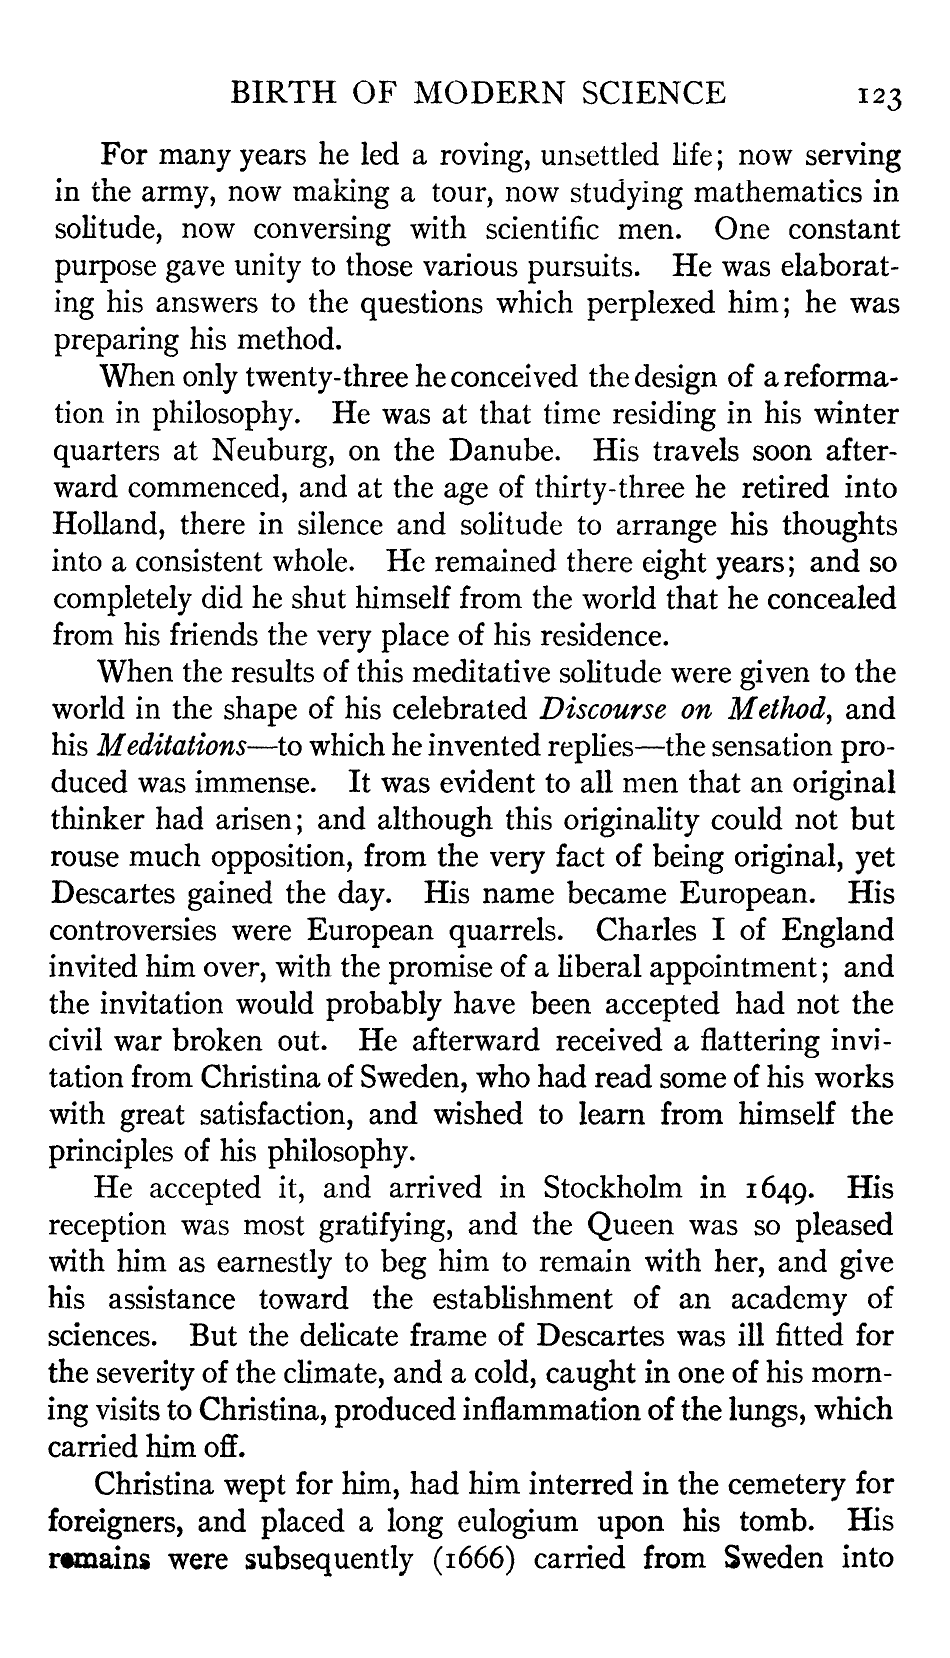 BIRTH OF MODERN SCIENCE 123
For many years he led a roving, unsettled life; now serving
in the army, now making a tour, now studying mathematics in
solitude, now conversing with scientific men. One constant
purpose gave unity to those various pursuits. He was elaborat-
ing his answers to the questions which perplexed him; he was
preparing his method.
When only twenty-three he conceived the design of a reforma-
tion in philosophy. He was at that time residing in his winter
quarters at Neuburg, on the Danube. His travels soon after-
ward commenced, and at the age of thirty-three he retired into
Holland, there in silence and solitude to arrange his thoughts
into a consistent whole. He remained there eight years; and so
completely did he shut himself from the world that he concealed
from his friends the very place of his residence.
When the results of this meditative solitude were given to the
world in the shape of his celebrated Discourse on Method, and
his Meditations—to which he invented replies—the sensation pro-
duced was immense. It was evident to all men that an original
thinker had arisen; and although this originality could not but
rouse much opposition, from the very fact of being original, yet
Descartes gained the day. His name became European. His
controversies were European quarrels. Charles I of England
invited him over, with the promise of a liberal appointment; and
the invitation would probably have been accepted had not the
civil war broken out. He afterward received a flattering invi-
tation from Christina of Sweden, who had read some of his works
with great satisfaction, and wished to learn from himself the
principles of his philosophy.
He accepted it, and arrived in Stockholm in 1649. His
reception was most gratifying, and the Queen was so pleased
with him as earnestly to beg him to remain with her, and give
his assistance toward the establishment of an academy of
sciences. But the delicate frame of Descartes was ill fitted for
the severity of the climate, and a cold, caught in one of his morn-
ing visits to Christina, produced inflammation of the lungs, which
carried him off.
Christina wept for him, had him interred in the cemetery for
foreigners, and placed a long eulogium upon his tomb. His
remains were subsequently (1666) carried from Sweden into